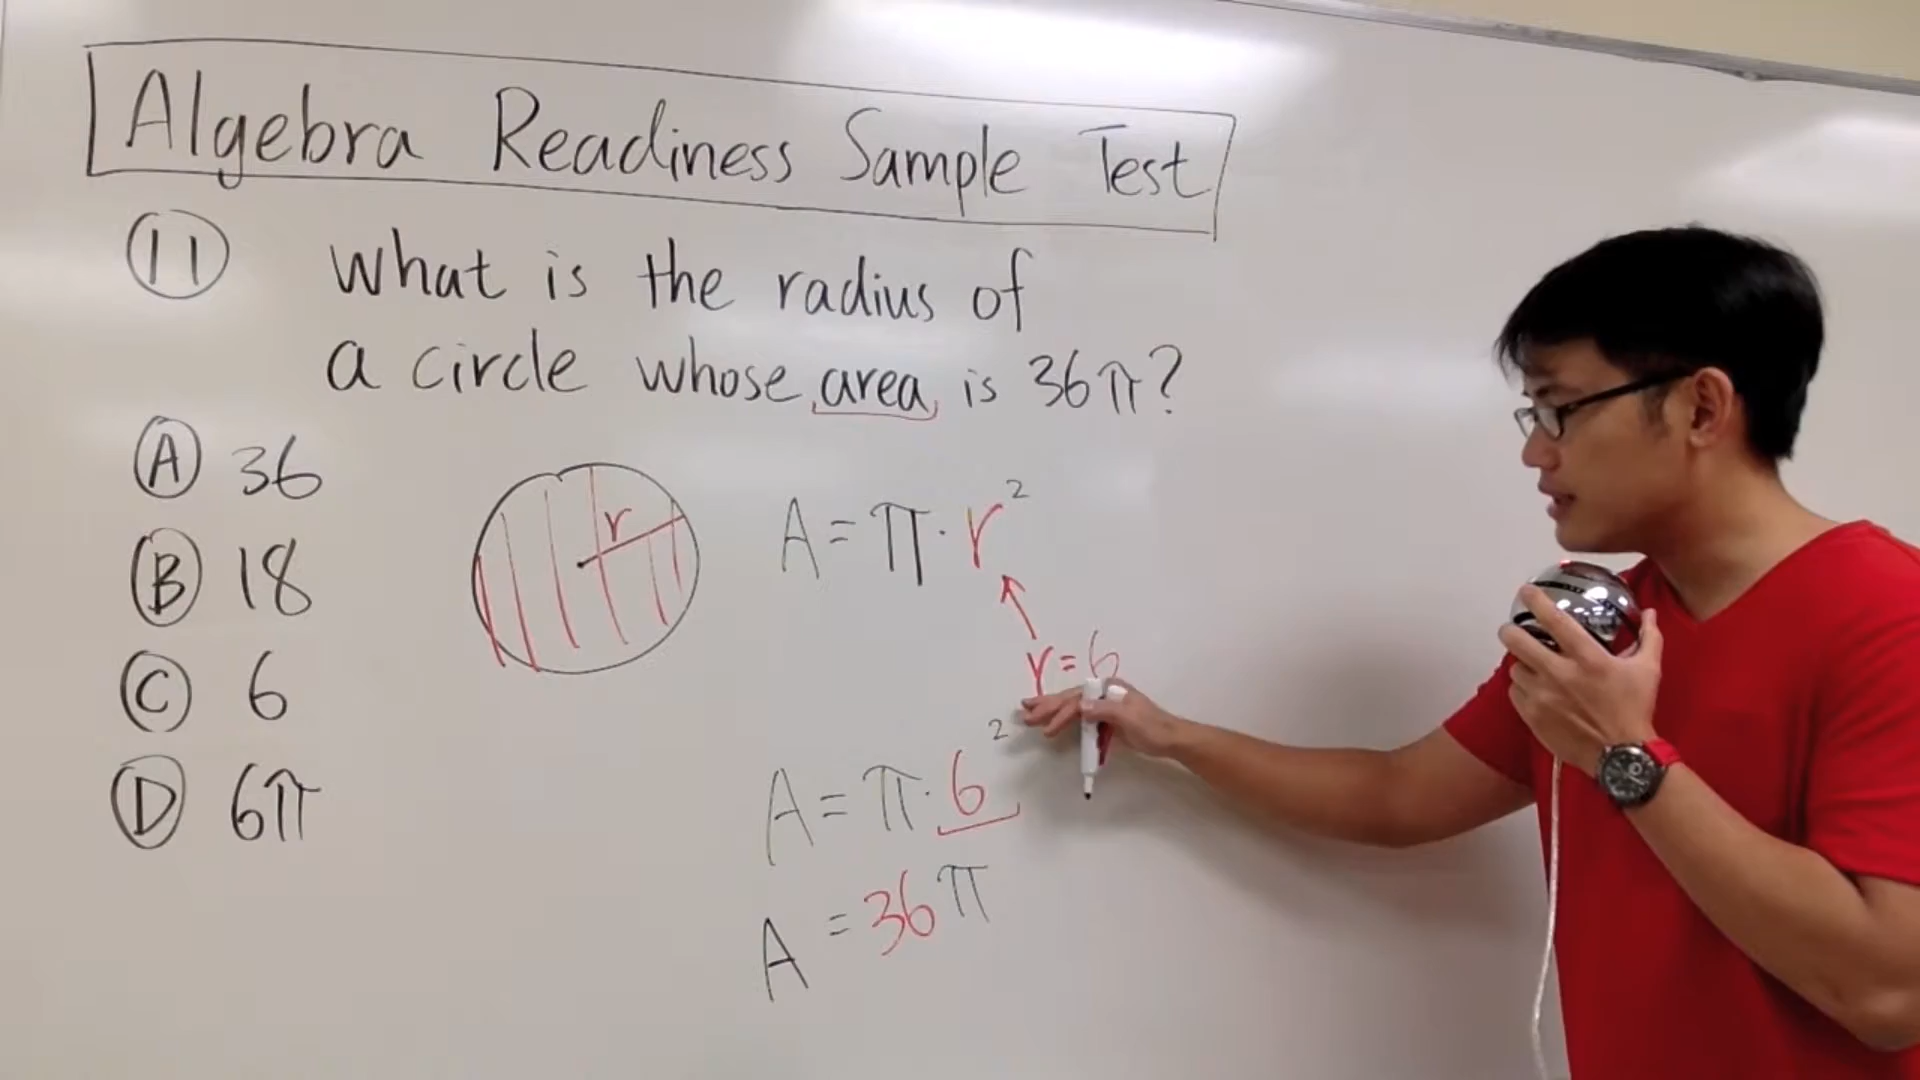 Algebra Readiness Sample Test
11 What is the radius of
a circle whose area is 36π?
A 36
B 18
C 6
D 6π
r
A = π · r²
r = 6
A = π · 6²
A = 36π